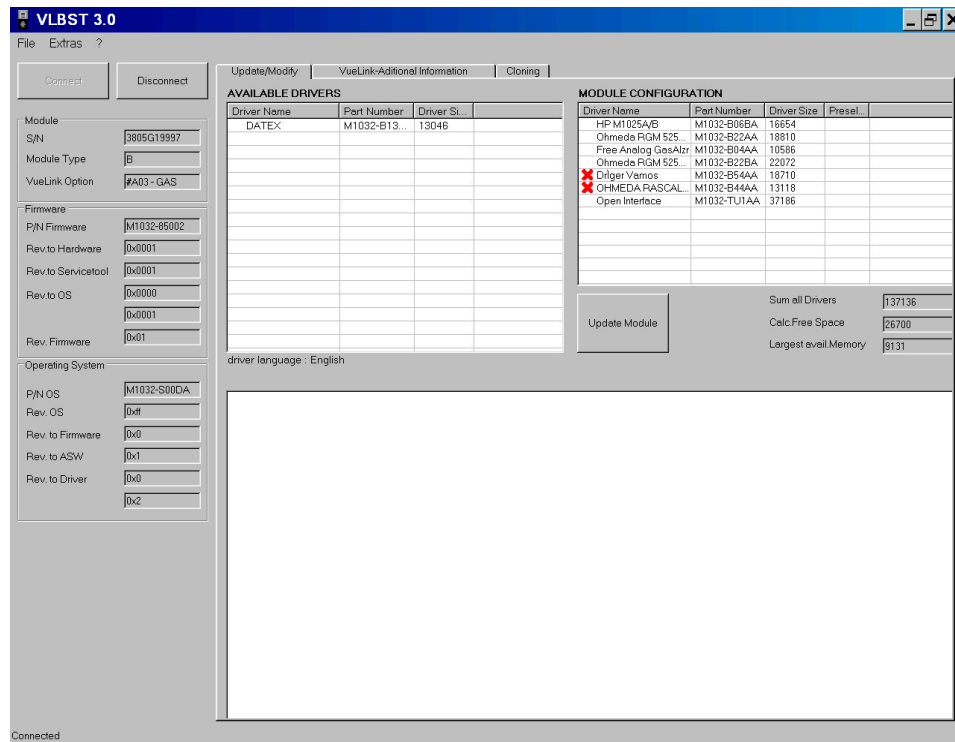 VLBST 3.0
File Extras ?
Connect Disconnect
Update/Modify VueLink-Aditional Information Cloning
AVAILABLE DRIVERS
Driver Name Part Number Driver Si...
DATEX M1032-B13... 13046
driver language : English
MODULE CONFIGURATION
Driver Name Part Number Driver Size Presel...
HP M1025A/B M1032-B06BA 16654
Ohmeda RGM 525... M1032-B22AA 18810
Free Analog GasAlzr M1032-B04AA 10586
Ohmeda RGM 525... M1032-B22BA 22072
DrÌger Vamos M1032-B54AA 18710
OHMEDA RASCAL... M1032-B44AA 13118
Open Interface M1032-TU1AA 37186
Update Module
Sum all Drivers 137136
Calc.Free Space 26700
Largest avail.Memory 9131
Module
S/N 3805G19997
Module Type B
VueLink Option #A03 - GAS
Firmware
P/N Firmware M1032-85002
Rev.to Hardware 0x0001
Rev.to Servicetool 0x0001
Rev.to OS 0x0000
0x0001
Rev. Firmware 0x01
Operating System
P/N OS M1032-S00DA
Rev. OS 0xff
Rev. to Firmware 0x0
Rev. to ASW 0x1
Rev. to Driver 0x0
0x2
Connected